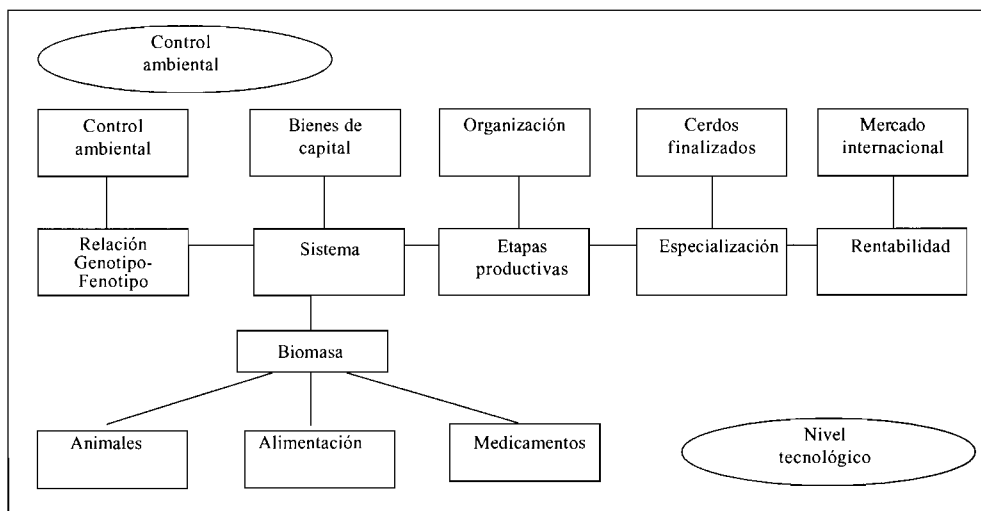 Control
ambiental
Control
ambiental
Bienes de
capital
Organización
Cerdos
finalizados
Mercado
internacional
Relación
Genotipo-
Fenotipo
Sistema
Etapas
productivas
Especialización
Rentabilidad
Biomasa
Animales
Alimentación
Medicamentos
Nivel
tecnológico